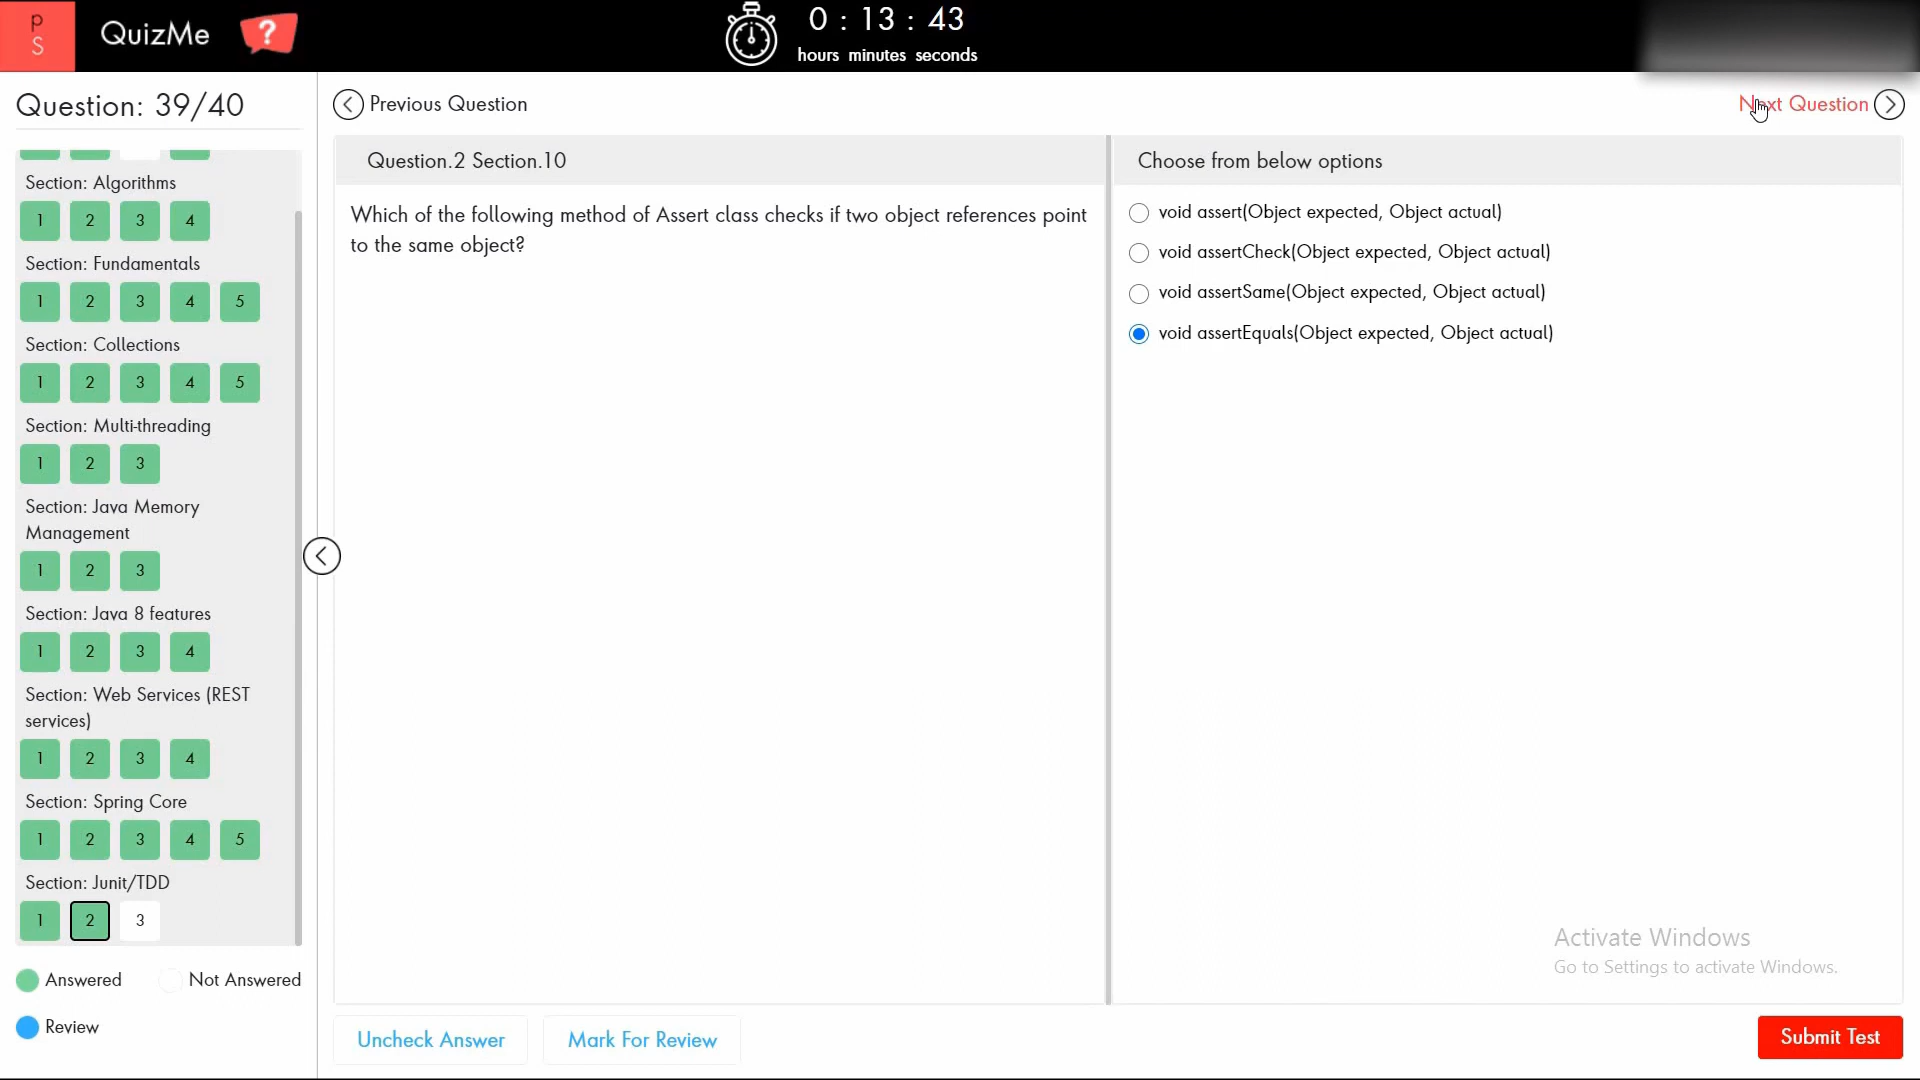 p
S
QuizMe
?
0 : 13 : 43
hours minutes seconds
Question: 39/40
Previous Question
Next Question
Section: Algorithms
1 2 3 4
Section: Fundamentals
1 2 3 4 5
Section: Collections
1 2 3 4 5
Section: Multi-threading
1 2 3
Section: Java Memory
Management
1 2 3
Section: Java 8 features
1 2 3 4
Section: Web Services (REST
services)
1 2 3 4
Section: Spring Core
1 2 3 4 5
Section: Junit/TDD
1 2 3
Answered
Not Answered
Review
Question.2 Section.10
Which of the following method of Assert class checks if two object references point
to the same object?
Choose from below options
void assert(Object expected, Object actual)
void assertCheck(Object expected, Object actual)
void assertSame(Object expected, Object actual)
void assertEquals(Object expected, Object actual)
Activate Windows
Go to Settings to activate Windows.
Uncheck Answer
Mark For Review
Submit Test